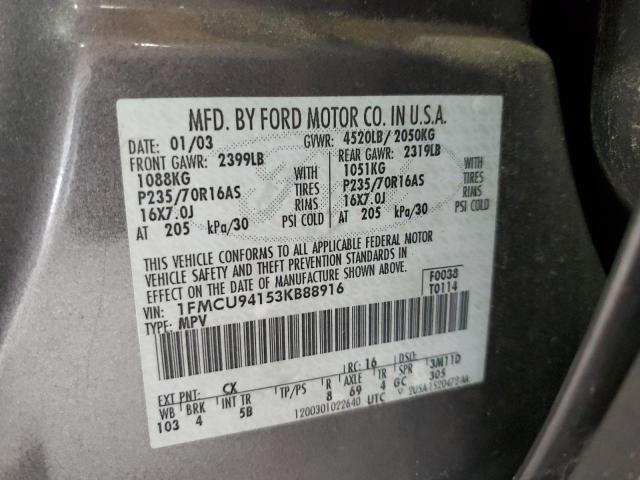 MFD. BY FORD MOTOR CO. IN U.S.A.
DATE: 01/03 GVWR: 4520LB/2050KG
FRONT GAWR: 2399LB REAR GAWR: 2319LB
1088KG WITH 1051KG WITH
P235/70R16AS TIRES P235/70R16AS TIRES
16X7.0J RIMS 16X7.0J RIMS
AT 205 kPa/30 PSI COLD AT 205 kPa/30 PSI COLD
THIS VEHICLE CONFORMS TO ALL APPLICABLE FEDERAL MOTOR
VEHICLE SAFETY AND THEFT PREVENTION STANDARDS IN
EFFECT ON THE DATE OF MANUFACTURE SHOWN ABOVE.
VIN: 1FMCU94153KB88916 F0038
TYPE: MPV T0114
EXT PNT: CX RC: 16 DSO: 3M11D
WB BRK INT TR TP/PS R AXLE TR SPR 305
103 4 5B 8 69 4 GC
1200301022640 UTC V 2USA-1520472-AA